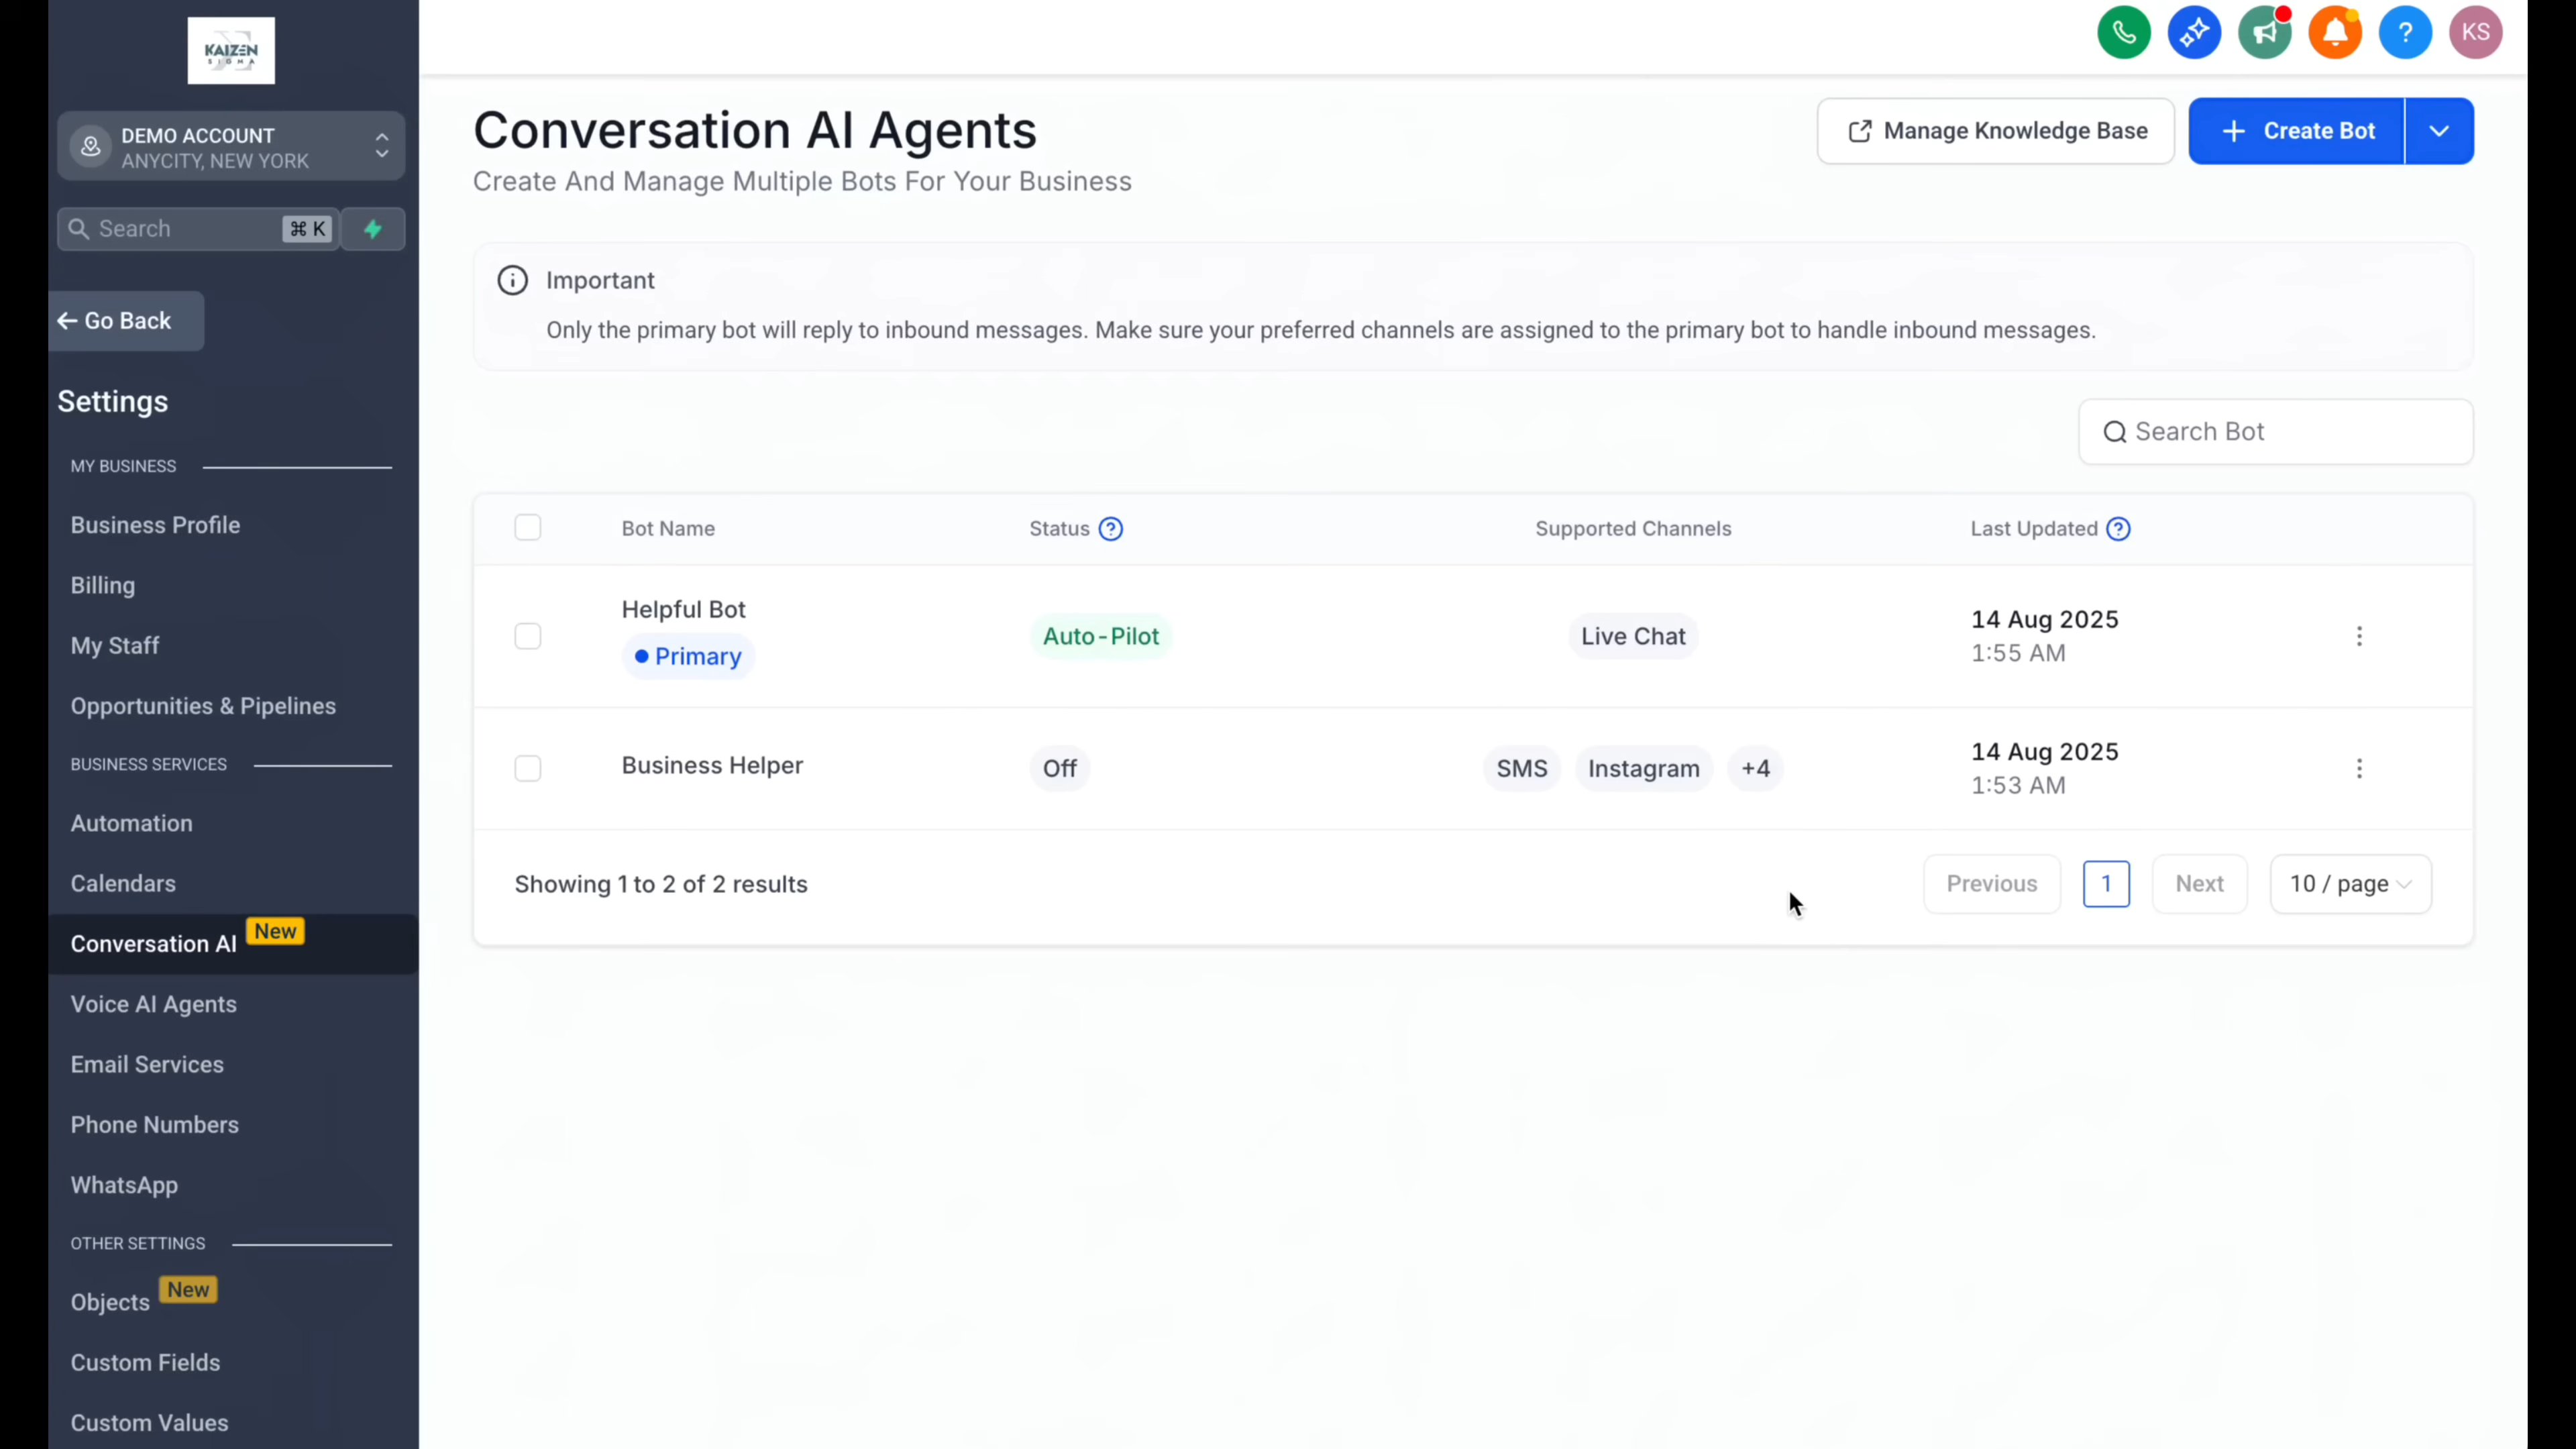 KAIZEN
SIGMA
DEMO ACCOUNT
ANYCITY, NEW YORK
Search
⌘ K
Go Back
Settings
MY BUSINESS
Business Profile
Billing
My Staff
Opportunities & Pipelines
BUSINESS SERVICES
Automation
Calendars
Conversation AI New
Voice AI Agents
Email Services
Phone Numbers
WhatsApp
OTHER SETTINGS
Objects New
Custom Fields
Custom Values
?
KS
Conversation AI Agents
Create And Manage Multiple Bots For Your Business
Manage Knowledge Base
+ Create Bot
Important
Only the primary bot will reply to inbound messages. Make sure your preferred channels are assigned to the primary bot to handle inbound messages.
Search Bot
Bot Name Status ? Supported Channels Last Updated ?
Helpful Bot
Primary
Auto-Pilot
Live Chat
14 Aug 2025
1:55 AM
Business Helper
Off
SMS Instagram +4
14 Aug 2025
1:53 AM
Showing 1 to 2 of 2 results
Previous 1 Next 10 / page